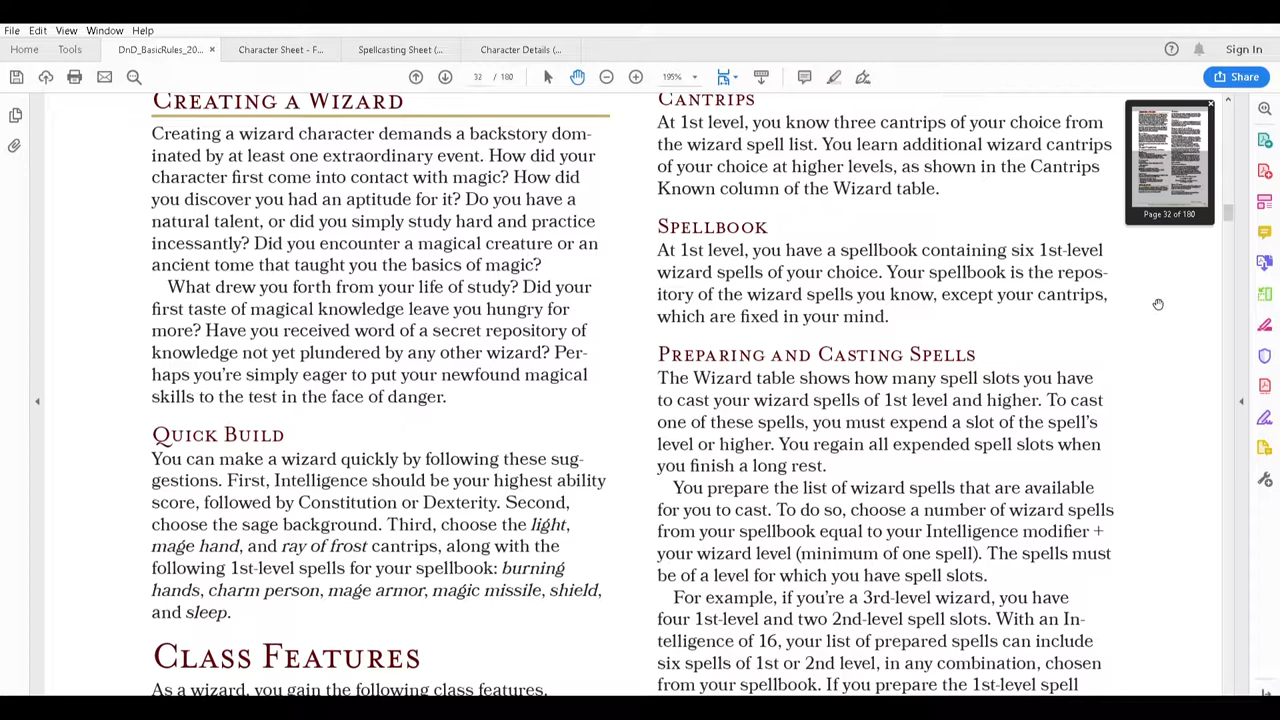 File Edit View Window Help
Home Tools DnD_BasicRules_20... × Character Sheet - F... Spellcasting Sheet (... Character Details (... Sign In
32 / 180 195% Share
CREATING A WIZARD
Creating a wizard character demands a backstory dom-
inated by at least one extraordinary event. How did your
character first come into contact with magic? How did
you discover you had an aptitude for it? Do you have a
natural talent, or did you simply study hard and practice
incessantly? Did you encounter a magical creature or an
ancient tome that taught you the basics of magic?
What drew you forth from your life of study? Did your
first taste of magical knowledge leave you hungry for
more? Have you received word of a secret repository of
knowledge not yet plundered by any other wizard? Per-
haps you're simply eager to put your newfound magical
skills to the test in the face of danger.
QUICK BUILD
You can make a wizard quickly by following these sug-
gestions. First, Intelligence should be your highest ability
score, followed by Constitution or Dexterity. Second,
choose the sage background. Third, choose the light,
mage hand, and ray of frost cantrips, along with the
following 1st-level spells for your spellbook: burning
hands, charm person, mage armor, magic missile, shield,
and sleep.
CLASS FEATURES
As a wizard, you gain the following class features.
CANTRIPS
At 1st level, you know three cantrips of your choice from
the wizard spell list. You learn additional wizard cantrips
of your choice at higher levels, as shown in the Cantrips
Known column of the Wizard table.
SPELLBOOK
At 1st level, you have a spellbook containing six 1st-level
wizard spells of your choice. Your spellbook is the repos-
itory of the wizard spells you know, except your cantrips,
which are fixed in your mind.
PREPARING AND CASTING SPELLS
The Wizard table shows how many spell slots you have
to cast your wizard spells of 1st level and higher. To cast
one of these spells, you must expend a slot of the spell's
level or higher. You regain all expended spell slots when
you finish a long rest.
You prepare the list of wizard spells that are available
for you to cast. To do so, choose a number of wizard spells
from your spellbook equal to your Intelligence modifier +
your wizard level (minimum of one spell). The spells must
be of a level for which you have spell slots.
For example, if you're a 3rd-level wizard, you have
four 1st-level and two 2nd-level spell slots. With an In-
telligence of 16, your list of prepared spells can include
six spells of 1st or 2nd level, in any combination, chosen
from your spellbook. If you prepare the 1st-level spell
Page 32 of 180